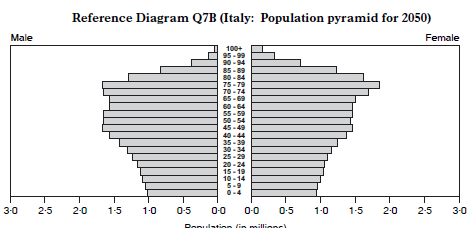 Reference Diagram Q7B (Italy: Population pyramid for 2050)
Male Female
100+
95 - 99
90 - 94
85 - 89
80 - 84
75 - 79
70 - 74
65 - 69
60 - 64
55 - 59
50 - 54
45 - 49
40 - 44
35 - 39
30 - 34
25 - 29
20 - 24
15 - 19
10 - 14
5 - 9
0 - 4
3·0 2·5 2·0 1·5 1·0 0·5 0·0 0·0 0·5 1·0 1·5 2·0 2·5 3·0
Population (in millions)